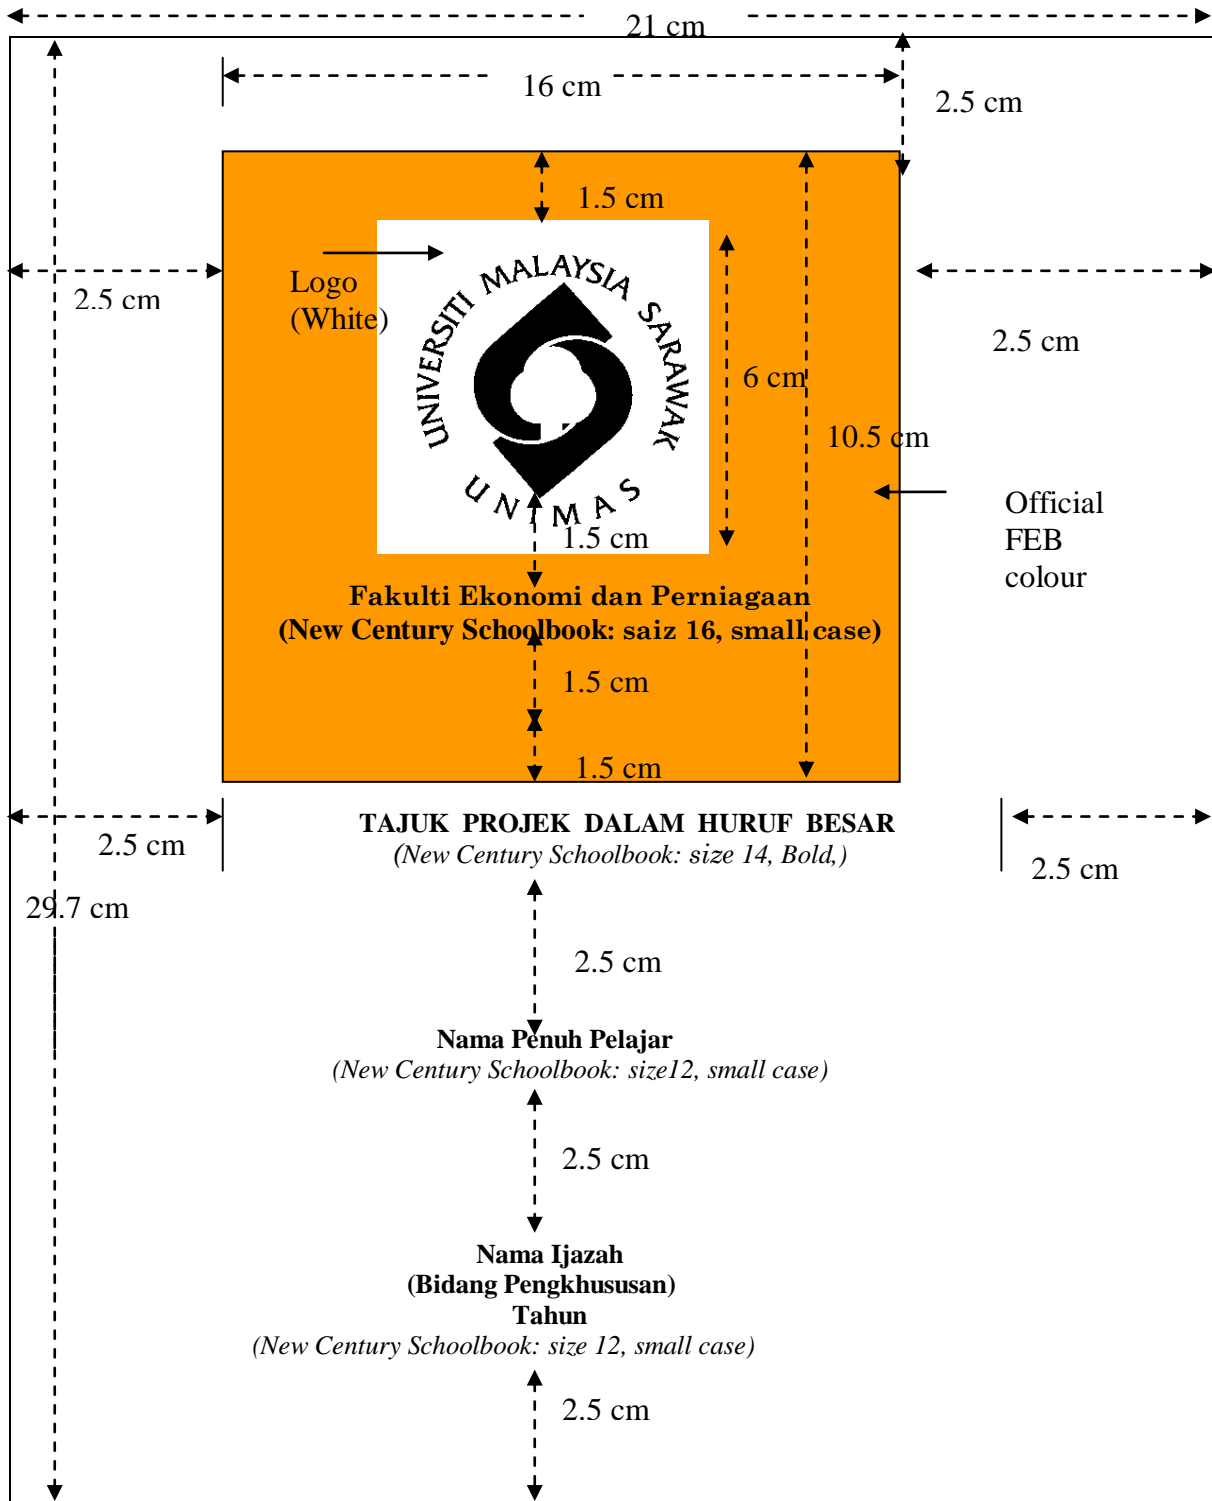 21 cm
16 cm
2.5 cm
1.5 cm
Logo
(White)
UNIVERSITI MALAYSIA SARAWAK
UNIMAS
2.5 cm
2.5 cm
6 cm
10.5 cm
Official
FEB
colour
1.5 cm
Fakulti Ekonomi dan Perniagaan
(New Century Schoolbook: saiz 16, small case)
1.5 cm
1.5 cm
TAJUK PROJEK DALAM HURUF BESAR
(New Century Schoolbook: size 14, Bold,)
2.5 cm
2.5 cm
29.7 cm
2.5 cm
Nama Penuh Pelajar
(New Century Schoolbook: size12, small case)
2.5 cm
Nama Ijazah
(Bidang Pengkhususan)
Tahun
(New Century Schoolbook: size 12, small case)
2.5 cm